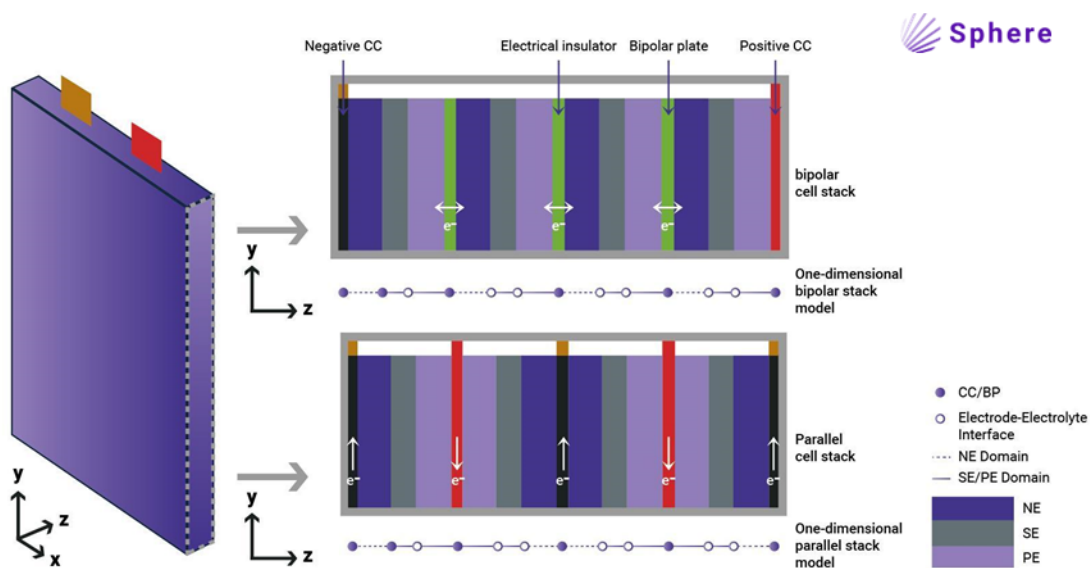 Sphere
Negative CC
Electrical insulator
Bipolar plate
Positive CC
bipolar
cell stack
e⁻
e⁻
e⁻
y
z
One-dimensional
bipolar stack
model
Parallel
cell stack
e⁻
e⁻
e⁻
e⁻
e⁻
y
z
One-dimensional
parallel stack
model
y
z
x
CC/BP
Electrode-Electrolyte
Interface
NE Domain
SE/PE Domain
NE
SE
PE